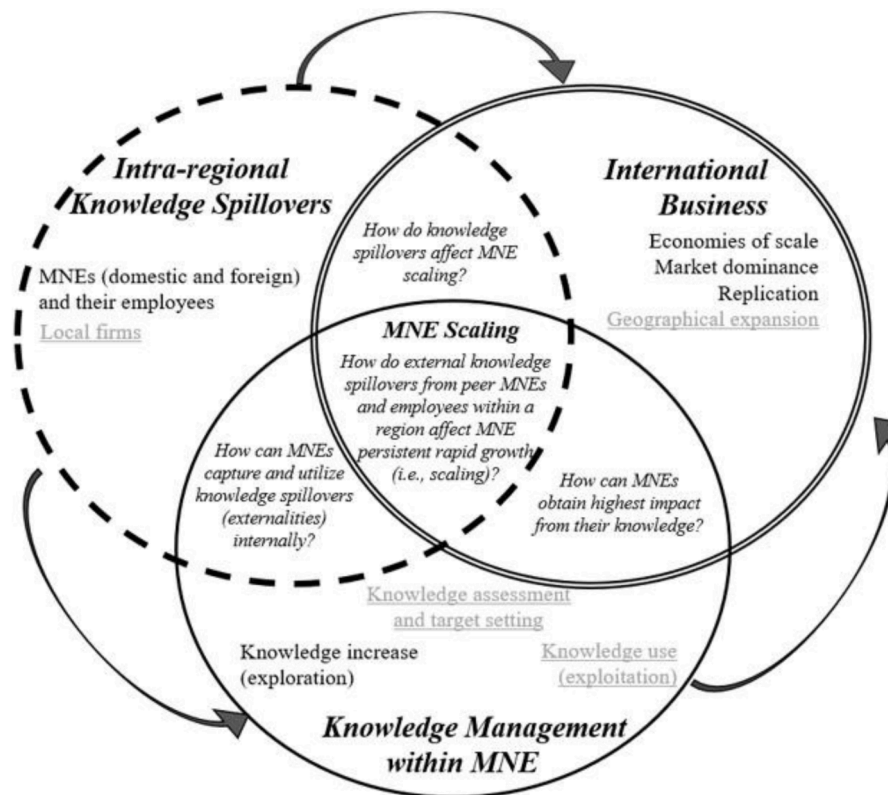 Intra-regional
Knowledge Spillovers
MNEs (domestic and foreign)
and their employees
Local firms
International
Business
Economies of scale
Market dominance
Replication
Geographical expansion
How do knowledge
spillovers affect MNE
scaling?
MNE Scaling
How do external knowledge
spillovers from peer MNEs
and employees within a
region affect MNE
persistent rapid growth
(i.e., scaling)?
How can MNEs
capture and utilize
knowledge spillovers
(externalities)
internally?
How can MNEs
obtain highest impact
from their knowledge?
Knowledge assessment
and target setting
Knowledge increase
(exploration)
Knowledge use
(exploitation)
Knowledge Management
within MNE